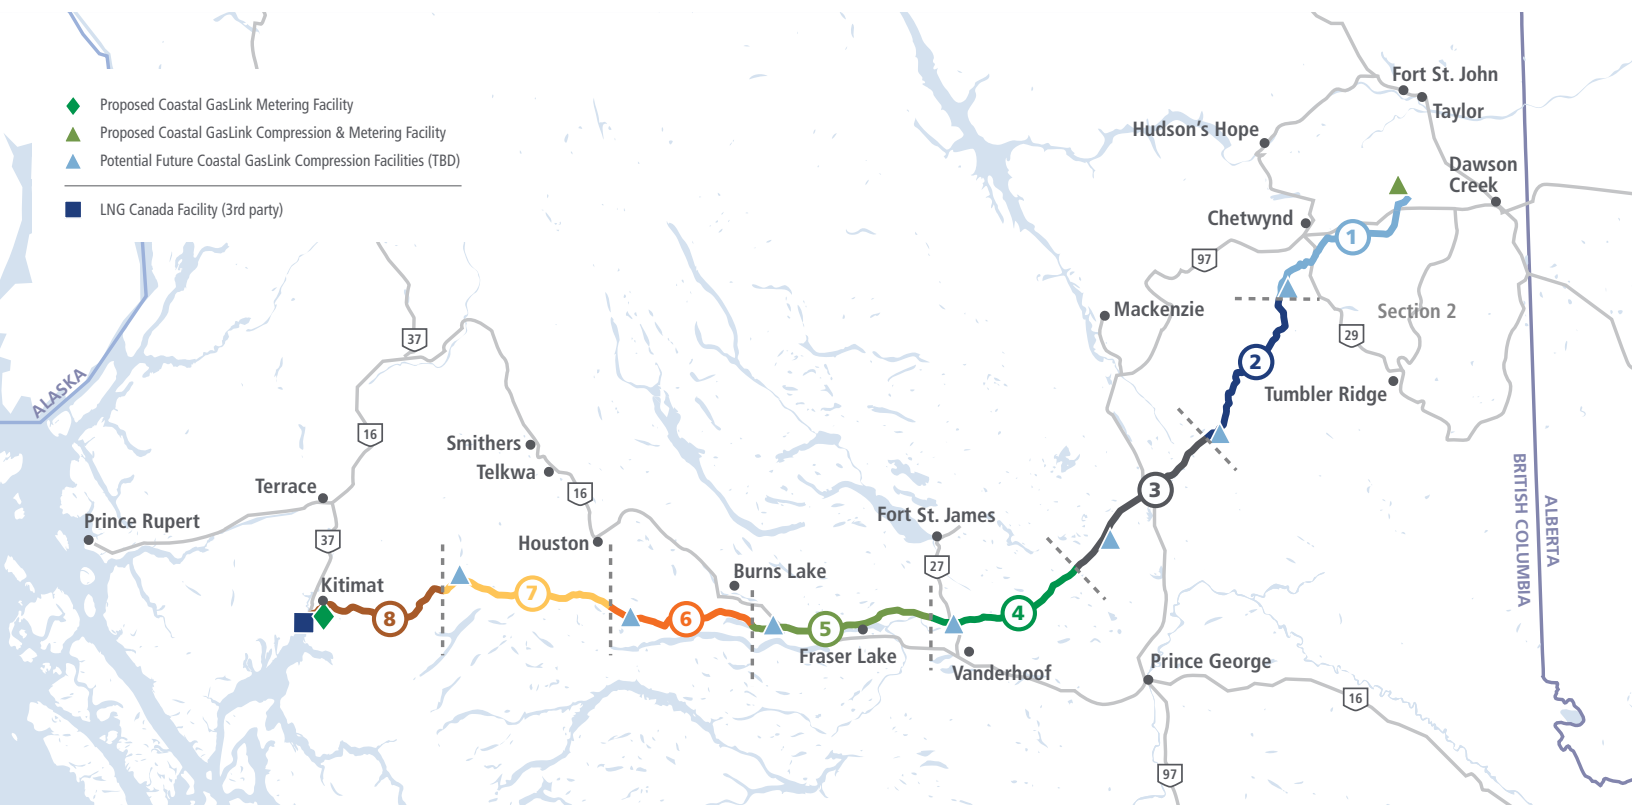 Proposed Coastal GasLink Metering Facility
Proposed Coastal GasLink Compression & Metering Facility
Potential Future Coastal GasLink Compression Facilities (TBD)
LNG Canada Facility (3rd party)
Fort St. John
Taylor
Hudson's Hope
Dawson
Creek
Chetwynd
1
97
Mackenzie
Section 2
29
37
2
ALASKA
Tumbler Ridge
16
Smithers
Telkwa
BRITISH COLUMBIA
ALBERTA
Terrace
16
3
Prince Rupert
Fort St. James
37
Houston
27
Burns Lake
Kitimat
7
8
6
5
4
Fraser Lake
Vanderhoof
Prince George
16
97